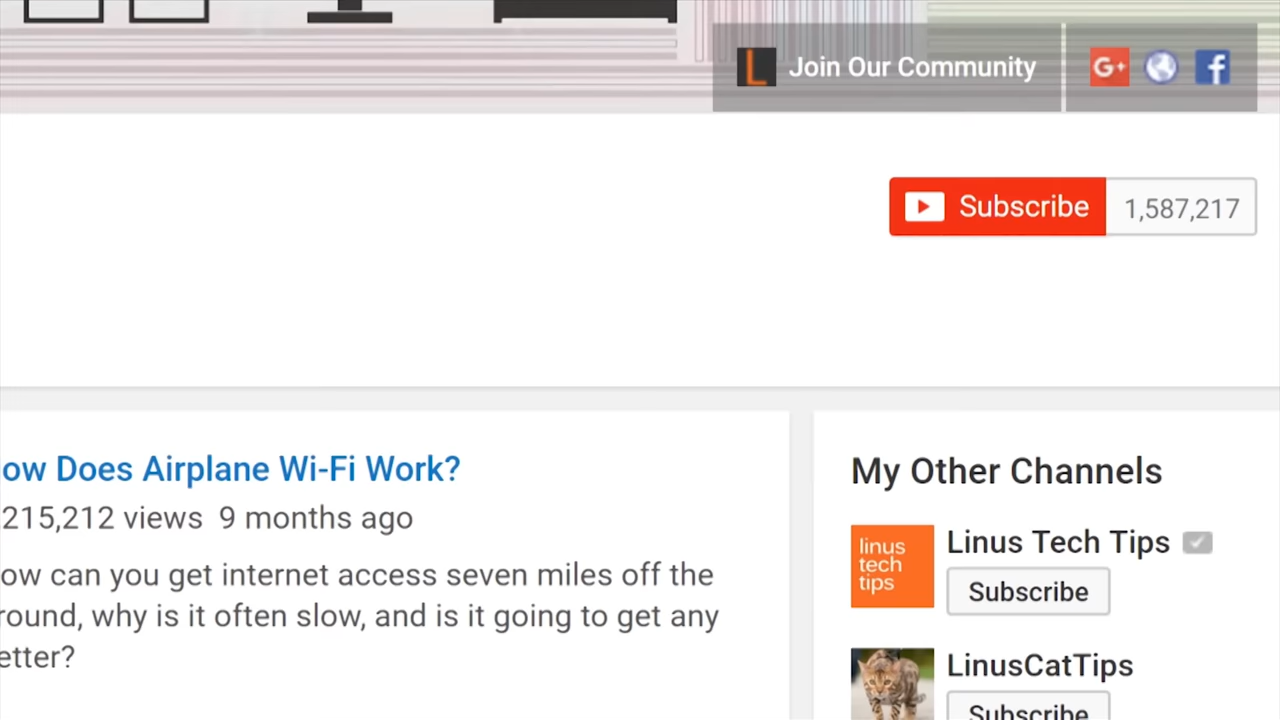 L Join Our Community G+ f
Subscribe 1,587,217
ow Does Airplane Wi-Fi Work?
,215,212 views 9 months ago
ow can you get internet access seven miles off the
round, why is it often slow, and is it going to get any
etter?
My Other Channels
linus
tech
tips
Linus Tech Tips
Subscribe
LinusCatTips
Subscribe